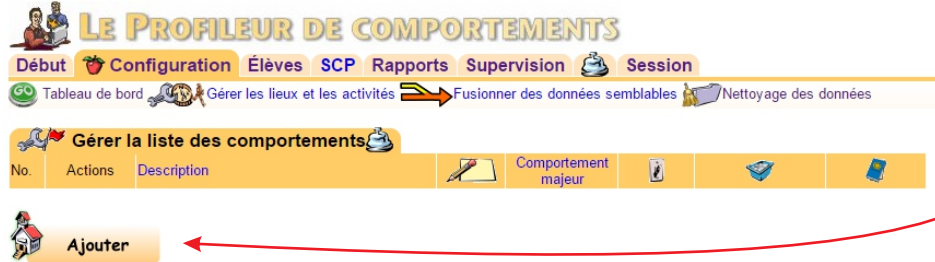 LE PROFILEUR DE COMPORTEMENTS
Début Configuration Élèves SCP Rapports Supervision Session
GO Tableau de bord Gérer les lieux et les activités Fusionner des données semblables Nettoyage des données
Gérer la liste des comportements
No. Actions Description Comportement majeur
Ajouter